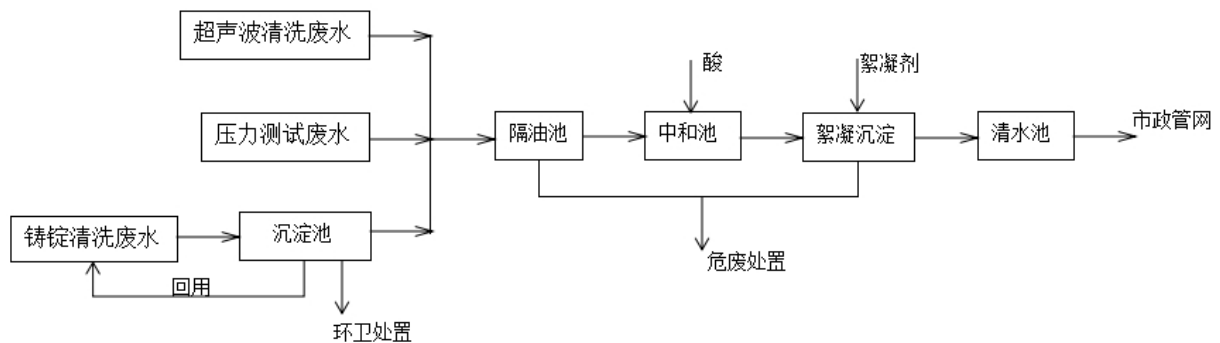 超声波清洗废水
酸
絮凝剂
压力测试废水
隔油池
中和池
絮凝沉淀
清水池
市政管网
铸锭清洗废水
沉淀池
回用
危废处置
环卫处置